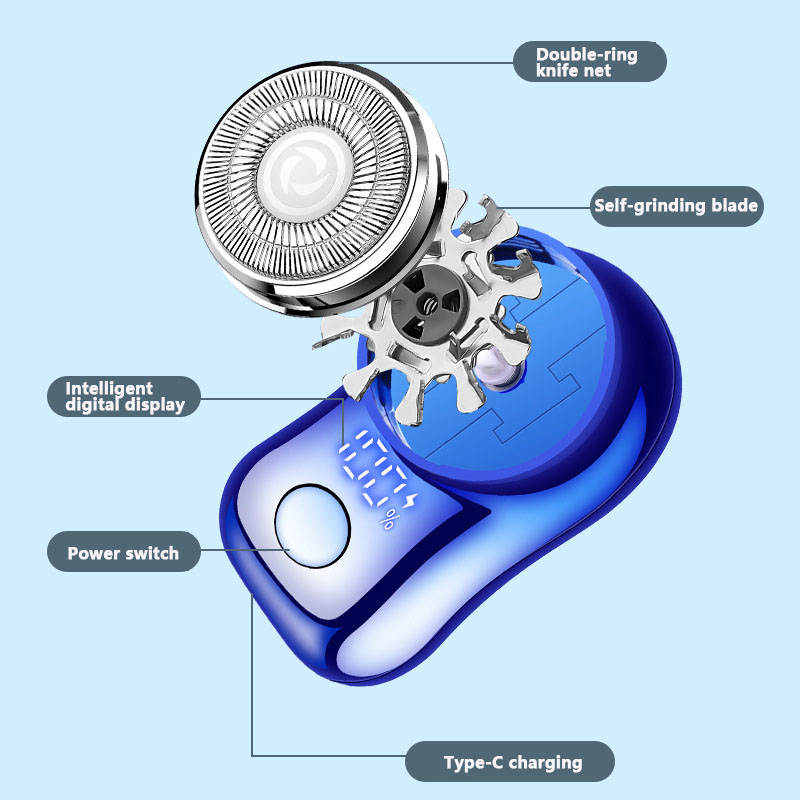 Double-ring
knife net
Self-grinding blade
Intelligent
digital display
%
Power switch
Type-C charging